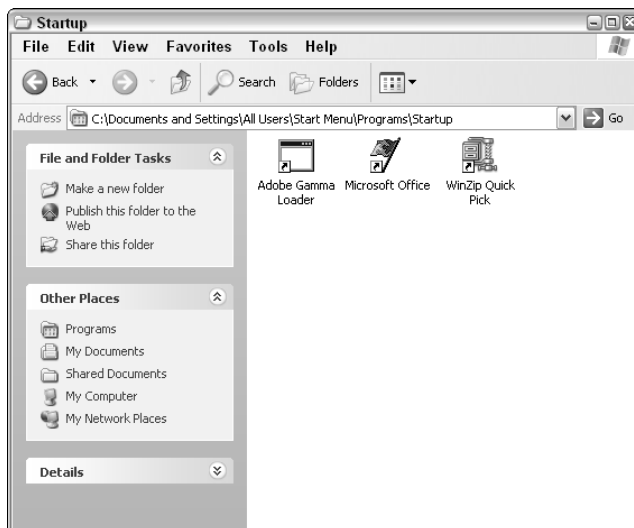 Startup
File Edit View Favorites Tools Help
Back Search Folders
Address C:\Documents and Settings\All Users\Start Menu\Programs\Startup Go
File and Folder Tasks
Make a new folder
Publish this folder to the
Web
Share this folder
Other Places
Programs
My Documents
Shared Documents
My Computer
My Network Places
Details
Adobe Gamma
Loader
Microsoft Office
WinZip Quick
Pick